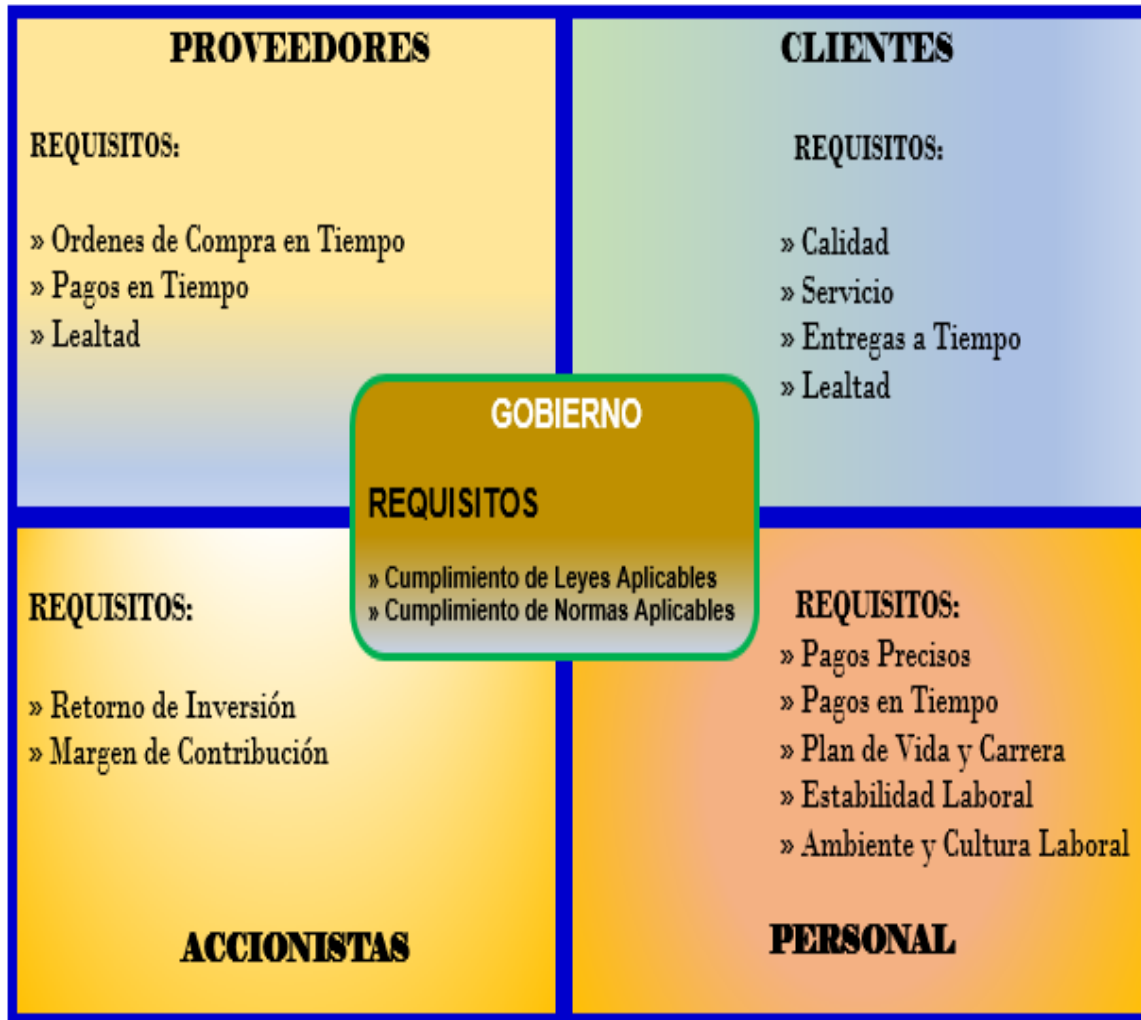 PROVEEDORES
REQUISITOS:
» Ordenes de Compra en Tiempo
» Pagos en Tiempo
» Lealtad
CLIENTES
REQUISITOS:
» Calidad
» Servicio
» Entregas a Tiempo
» Lealtad
GOBIERNO
REQUISITOS
» Cumplimiento de Leyes Aplicables
» Cumplimiento de Normas Aplicables
REQUISITOS:
» Retorno de Inversión
» Margen de Contribución
ACCIONISTAS
REQUISITOS:
» Pagos Precisos
» Pagos en Tiempo
» Plan de Vida y Carrera
» Estabilidad Laboral
» Ambiente y Cultura Laboral
PERSONAL